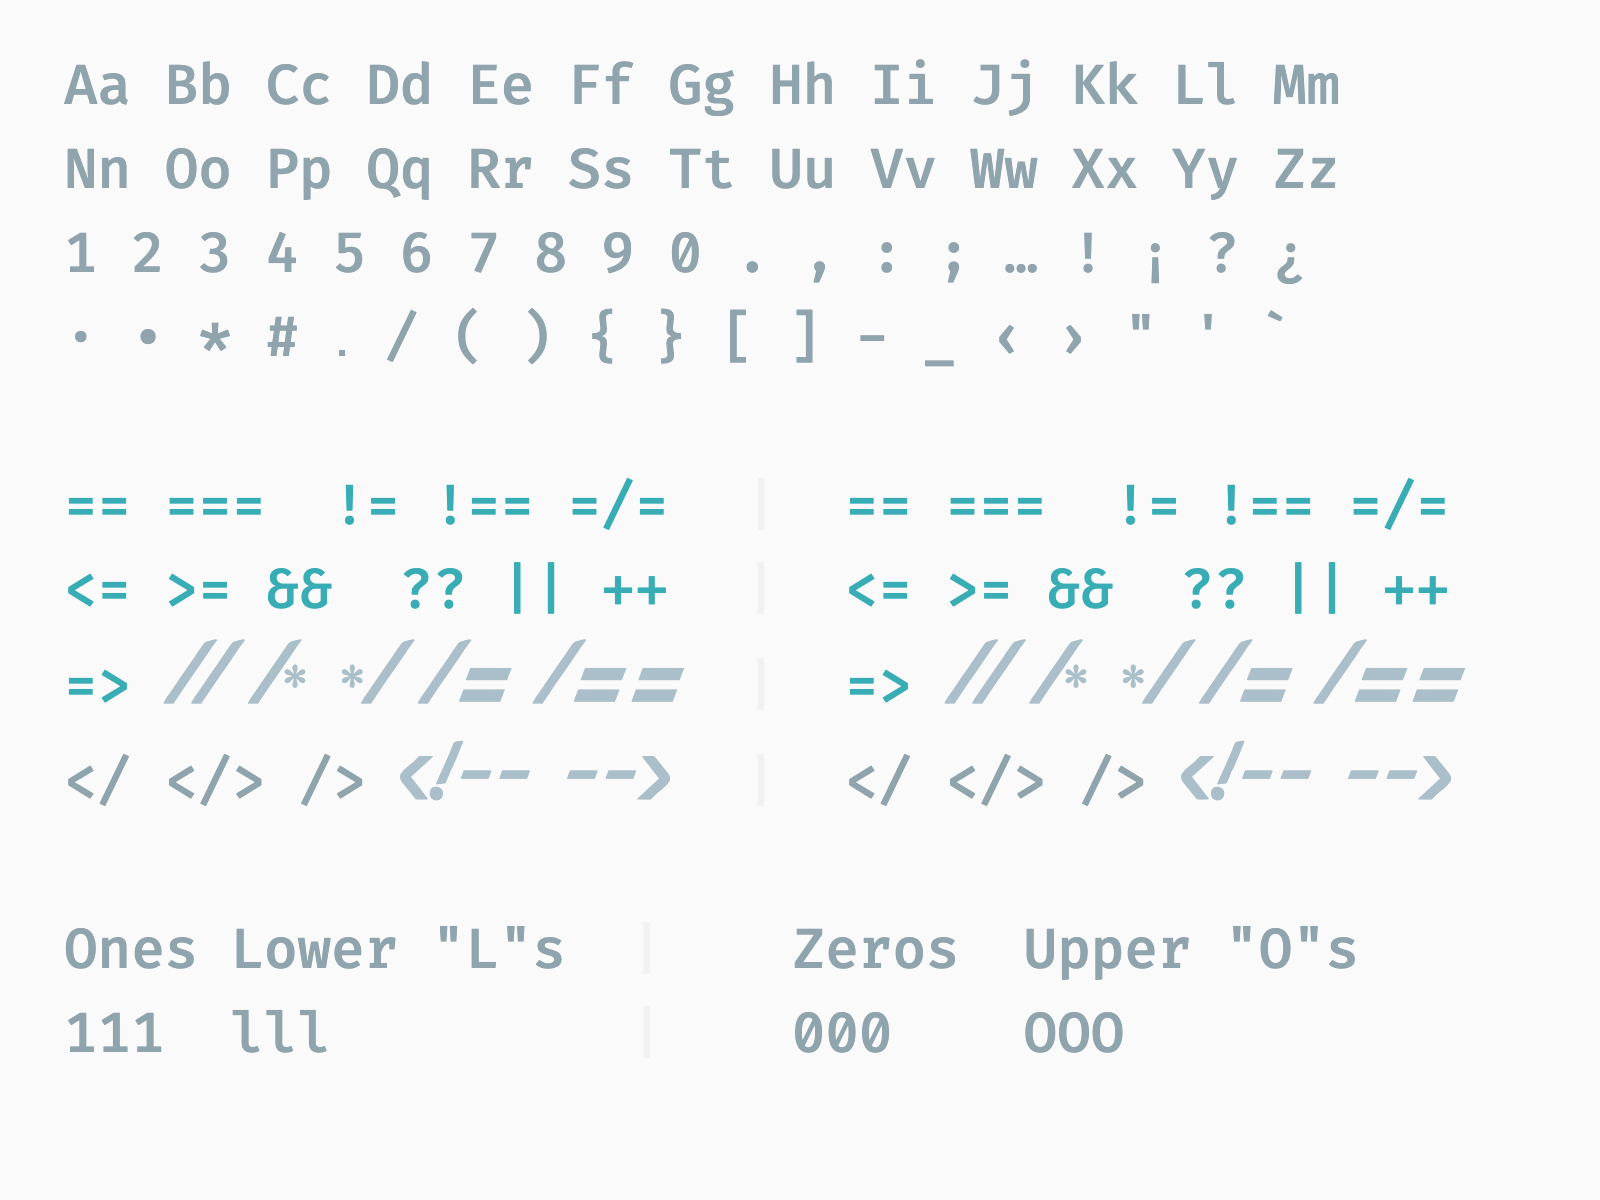 Aa Bb Cc Dd Ee Ff Gg Hh Ii Jj Kk Ll Mm
Nn Oo Pp Qq Rr Ss Tt Uu Vv Ww Xx Yy Zz
1 2 3 4 5 6 7 8 9 0 . , : ; … ! ¡ ? ¿
· • * # . / ( ) { } [ ] - _ ‹ › " ' `
== === != !== =/= | == === != !== =/=
<= >= && ?? || ++ | <= >= && ?? || ++
=> // /* */ /= /== | => // /* */ /= /==
</ </> /> <!-- --> | </ </> /> <!-- -->
Ones Lower "L"s | Zeros Upper "O"s
111 lll | 000 OOO